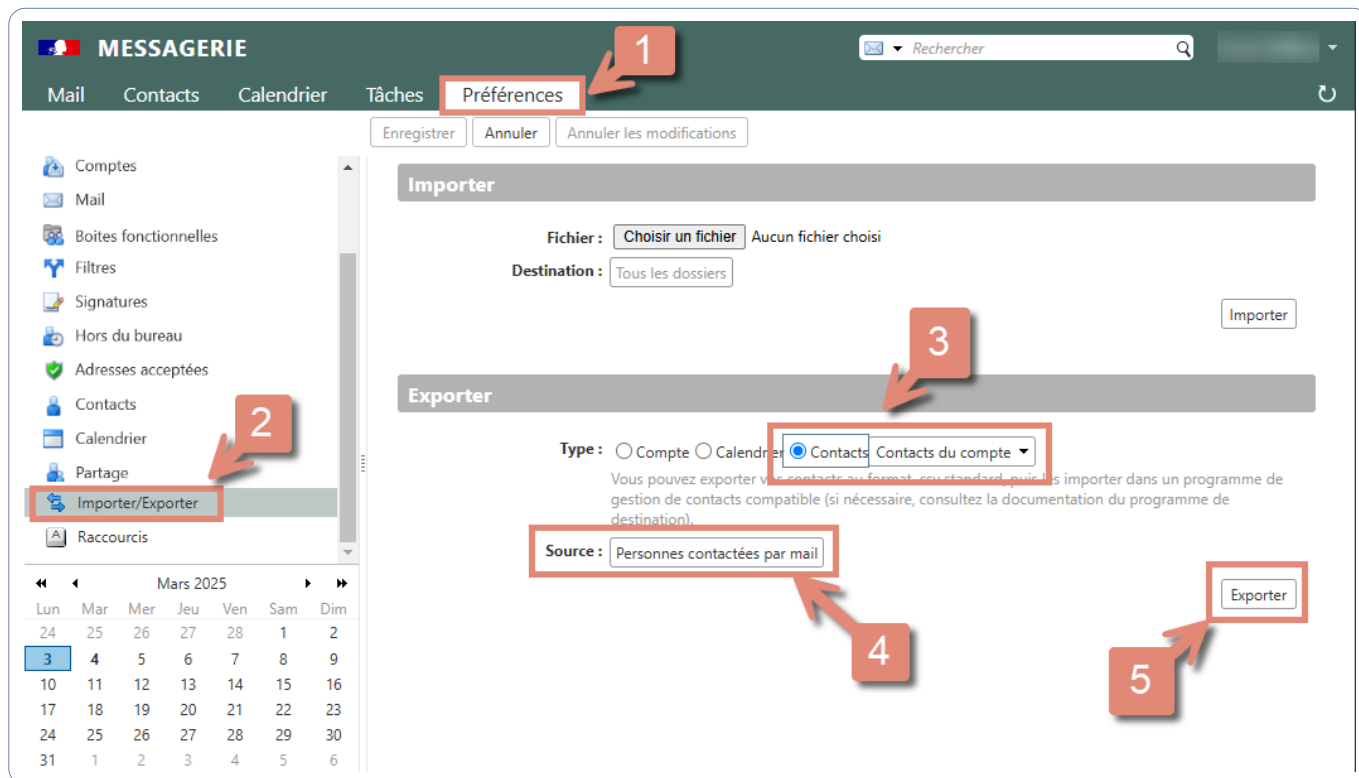 MESSAGERIE
1
Rechercher
Mail Contacts Calendrier Tâches Préférences
Enregistrer Annuler Annuler les modifications
Comptes
Mail
Boites fonctionnelles
Filtres
Signatures
Hors du bureau
Adresses acceptées
Contacts
Calendrier
2
Partage
Importer/Exporter
A Raccourcis
Mars 2025
Lun Mar Mer Jeu Ven Sam Dim
24 25 26 27 28 1 2
3 4 5 6 7 8 9
10 11 12 13 14 15 16
17 18 19 20 21 22 23
24 25 26 27 28 29 30
31 1 2 3 4 5 6
Importer
Fichier : Choisir un fichier Aucun fichier choisi
Destination : Tous les dossiers
Importer
3
Exporter
Type : Compte Calendrier Contacts Contacts du compte
Vous pouvez exporter vos contacts au format .csv standard, puis les importer dans un programme de
gestion de contacts compatible (si nécessaire, consultez la documentation du programme de
destination).
Source : Personnes contactées par mail
Exporter
4
5